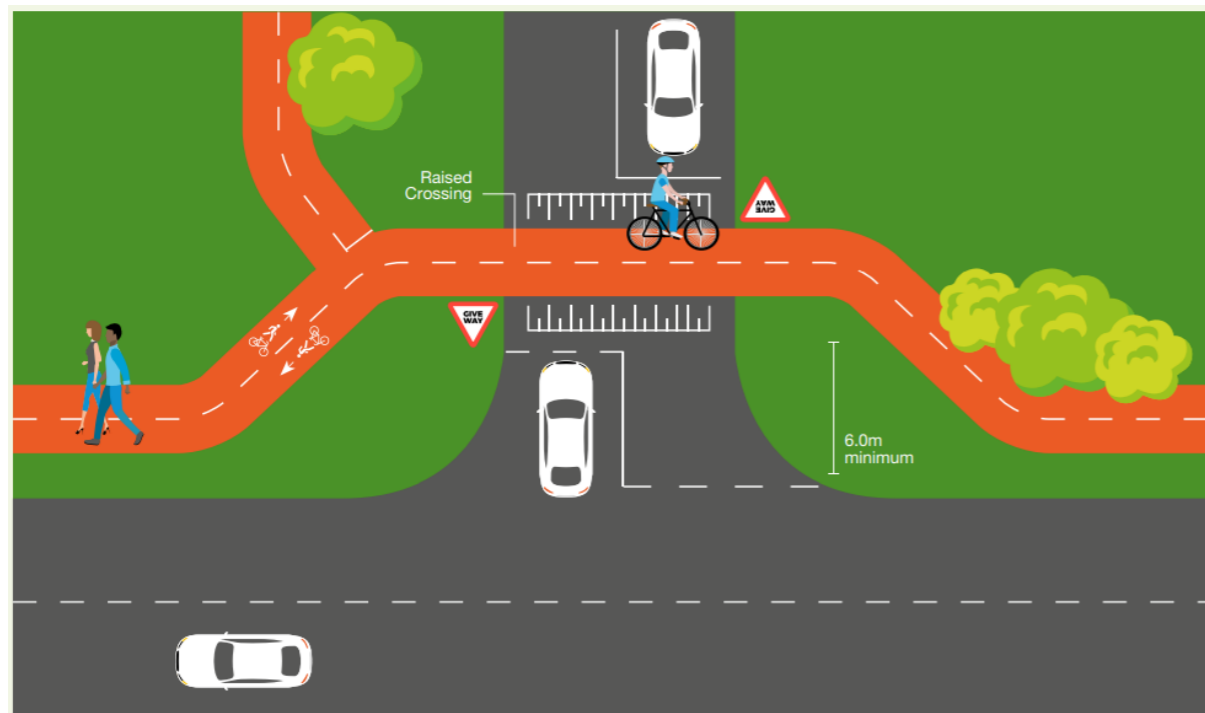 Raised
Crossing
GIVE
WAY
GIVE
WAY
6.0m
minimum